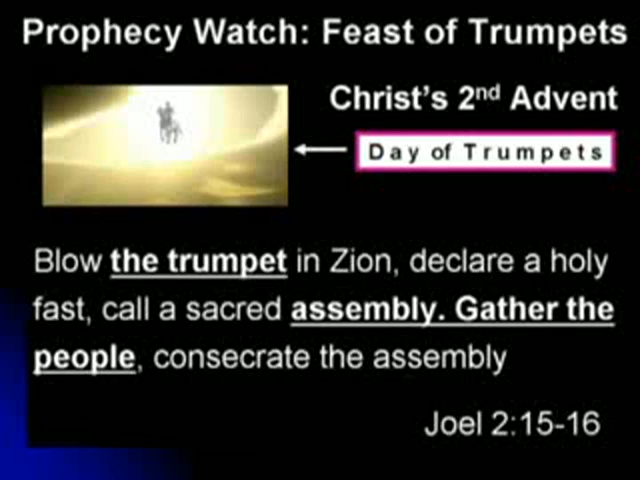 Prophecy Watch: Feast of Trumpets
Christ's 2nd Advent
Day of Trumpets
Blow the trumpet in Zion, declare a holy
fast, call a sacred assembly. Gather the
people, consecrate the assembly
Joel 2:15-16